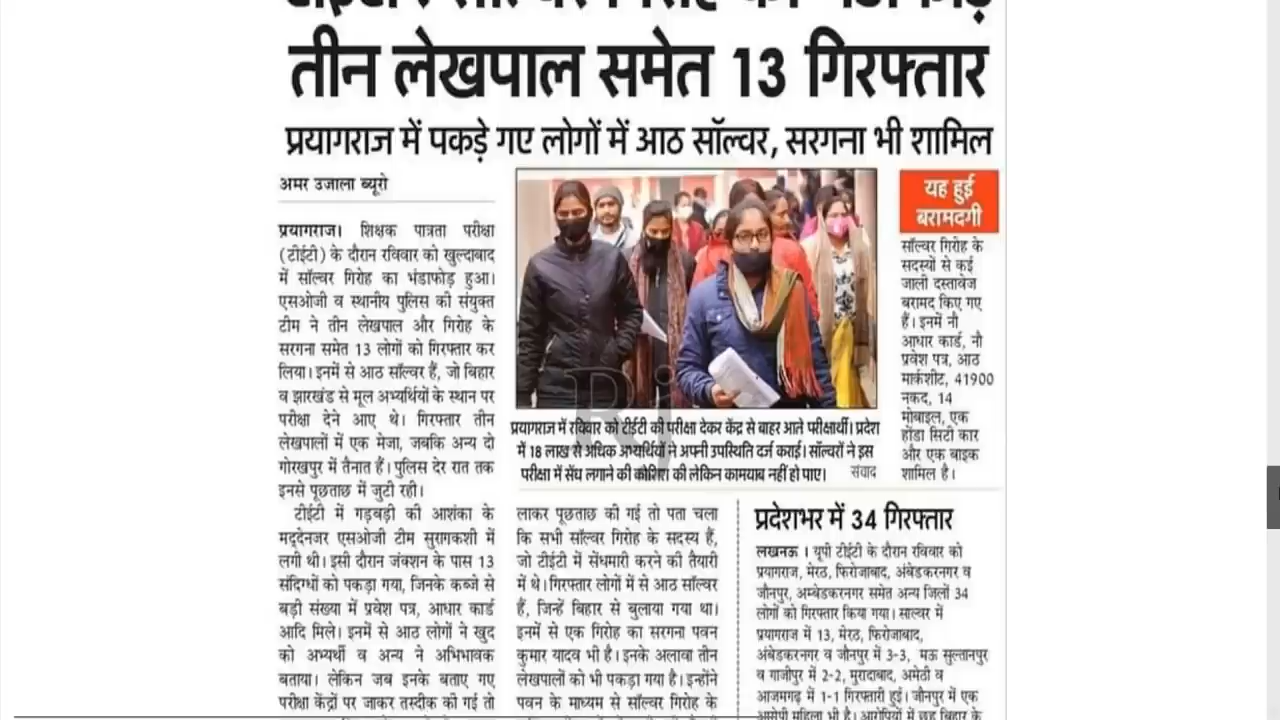 तीन लेखपाल समेत 13 गिरफ्तार
प्रयागराज में पकड़े गए लोगों में आठ सॉल्वर, सरगना भी शामिल
अमर उजाला ब्यूरो
प्रयागराज। शिक्षक पात्रता परीक्षा
(टीईटी) के दौरान रविवार को खुल्दाबाद
में सॉल्वर गिरोह का भंडाफोड़ हुआ।
एसओजी व स्थानीय पुलिस की संयुक्त
टीम ने तीन लेखपाल और गिरोह के
सरगना समेत 13 लोगों को गिरफ्तार कर
लिया। इनमें से आठ सॉल्वर हैं, जो बिहार
व झारखंड से मूल अभ्यर्थियों के स्थान पर
परीक्षा देने आए थे। गिरफ्तार तीन
लेखपालों में एक मेजा, जबकि अन्य दो
गोरखपुर में तैनात हैं। पुलिस देर रात तक
इनसे पूछताछ में जुटी रही।
टीईटी में गड़बड़ी की आशंका के
मद्देनजर एसओजी टीम सुरागकशी में
लगी थी। इसी दौरान जंक्शन के पास 13
संदिग्धों को पकड़ा गया, जिनके कब्जे से
बड़ी संख्या में प्रवेश पत्र, आधार कार्ड
आदि मिले। इनमें से आठ लोगों ने खुद
को अभ्यर्थी व अन्य ने अभिभावक
बताया। लेकिन जब इनके बताए गए
परीक्षा केंद्रों पर जाकर तस्दीक की गई तो
Rj
प्रयागराज में रविवार को टीईटी की परीक्षा देकर केंद्र से बाहर आते परीक्षार्थी। प्रदेश
में 18 लाख से अधिक अभ्यर्थियों ने अपनी उपस्थिति दर्ज कराई। सॉल्वरों ने इस
परीक्षा में सेंध लगाने की कोशिश की लेकिन कामयाब नहीं हो पाए। संवाद
यह हुई
बरामदगी
सॉल्वर गिरोह के
सदस्यों से कई
जाली दस्तावेज
बरामद किए गए
हैं। इनमें नौ
आधार कार्ड, नौ
प्रवेश पत्र, आठ
मार्कशीट, 41900
नकद, 14
मोबाइल, एक
होंडा सिटी कार
और एक बाइक
शामिल है।
लाकर पूछताछ की गई तो पता चला
कि सभी सॉल्वर गिरोह के सदस्य हैं,
जो टीईटी में सेंधमारी करने की तैयारी
में थे। गिरफ्तार लोगों में से आठ सॉल्वर
हैं, जिन्हें बिहार से बुलाया गया था।
इनमें से एक गिरोह का सरगना पवन
कुमार यादव भी है। इनके अलावा तीन
लेखपालों को भी पकड़ा गया है। इन्होंने
पवन के माध्यम से सॉल्वर गिरोह के
प्रदेशभर में 34 गिरफ्तार
लखनऊ। यूपी टीईटी के दौरान रविवार को
प्रयागराज, मेरठ, फिरोजाबाद, अंबेडकरनगर व
जौनपुर, अम्बेडकरनगर समेत अन्य जिलों 34
लोगों को गिरफ्तार किया गया। साल्वर में
प्रयागराज में 13, मेरठ, फिरोजाबाद,
अंबेडकरनगर व जौनपुर में 3-3, मऊ सुल्तानपुर
व गाजीपुर में 2-2, मुरादाबाद, अमेठी व
आजमगढ़ में 1-1 गिरफ्तारी हुई। जौनपुर में एक
आरोपी महिला भी है। आरोपियों में छह बिहार के